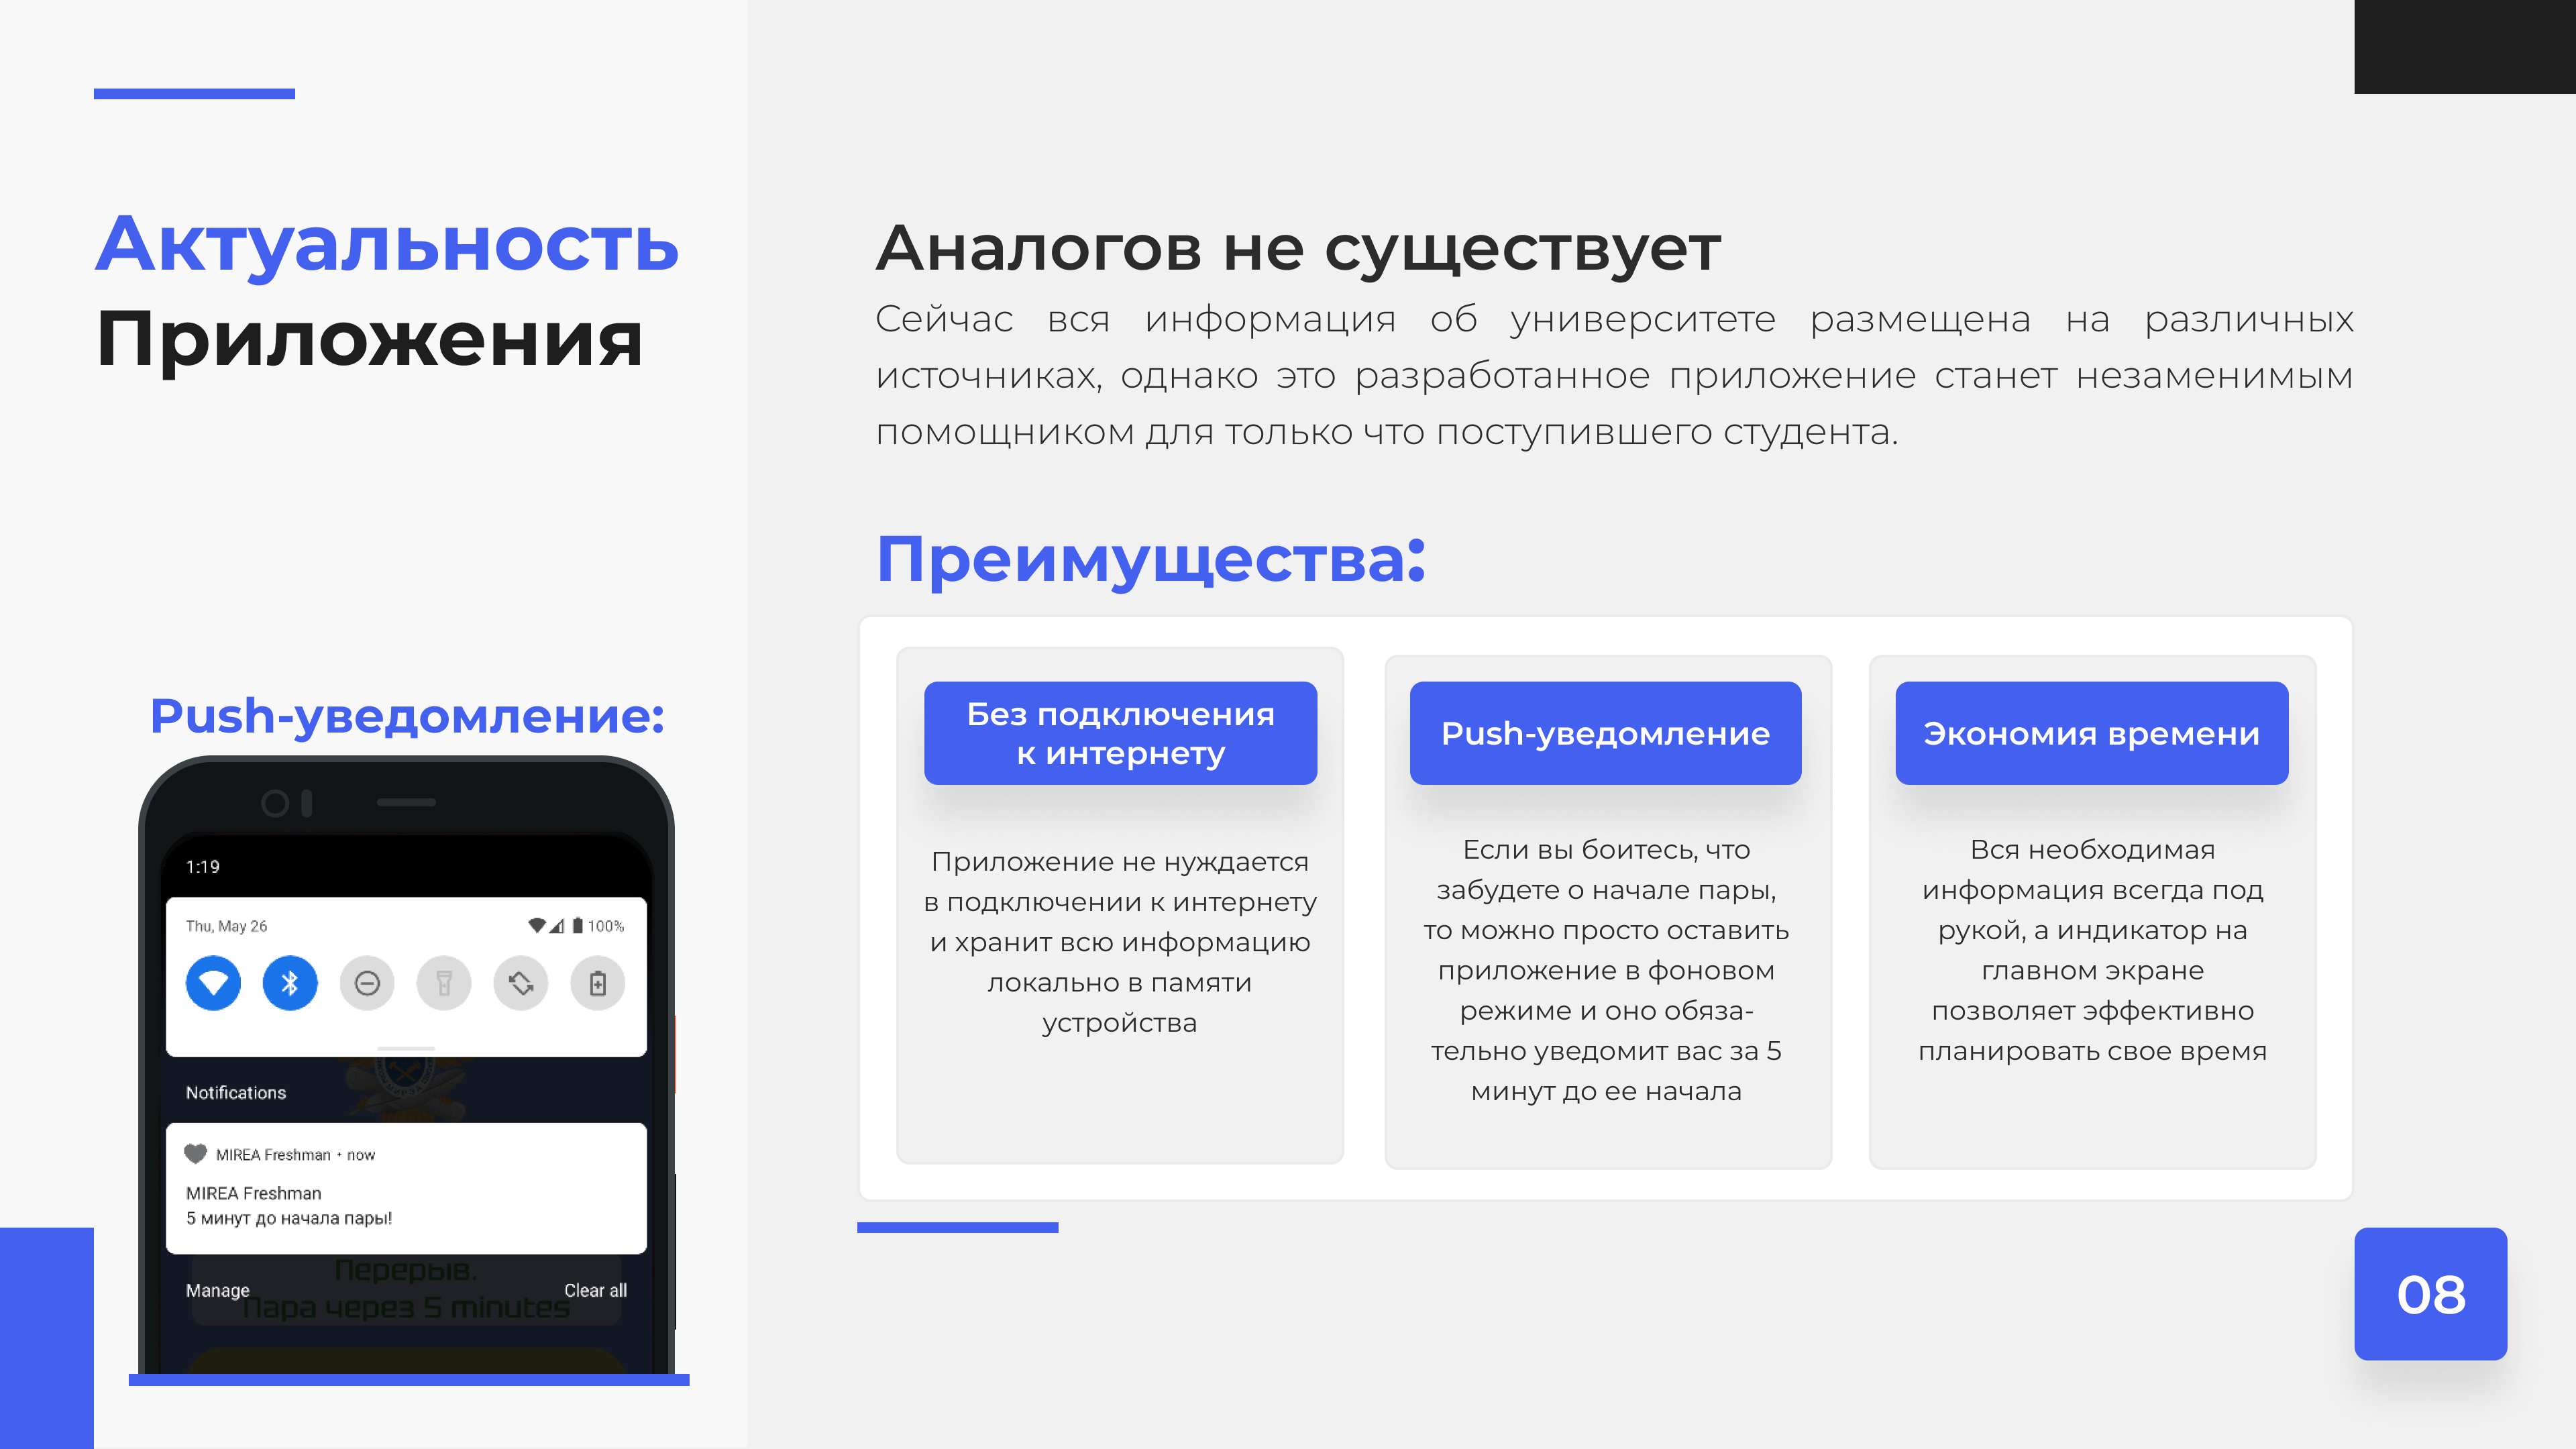 Актуальность
Приложения
Push-уведомление:
1:19
Thu, May 26
100%
Notifications
MIREA Freshman • now
MIREA Freshman
5 минут до начала пары!
Перерыв.
Manage
Clear all
Пара через 5 minutes
Аналогов не существует
Сейчас вся информация об университете размещена на различных
источниках, однако это разработанное приложение станет незаменимым
помощником для только что поступившего студента.
Преимущества:
Без подключения
к интернету
Приложение не нуждается
в подключении к интернету
и хранит всю информацию
локально в памяти
устройства
Push-уведомление
Если вы боитесь, что
забудете о начале пары,
то можно просто оставить
приложение в фоновом
режиме и оно обяза-
тельно уведомит вас за 5
минут до ее начала
Экономия времени
Вся необходимая
информация всегда под
рукой, а индикатор на
главном экране
позволяет эффективно
планировать свое время
08